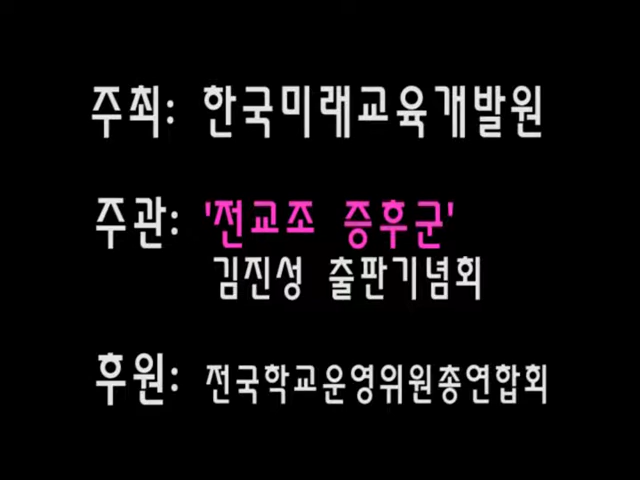 주최: 한국미래교육개발원
주관: '전교조 증후군'
김진성 출판기념회
후원: 전국학교운영위원총연합회